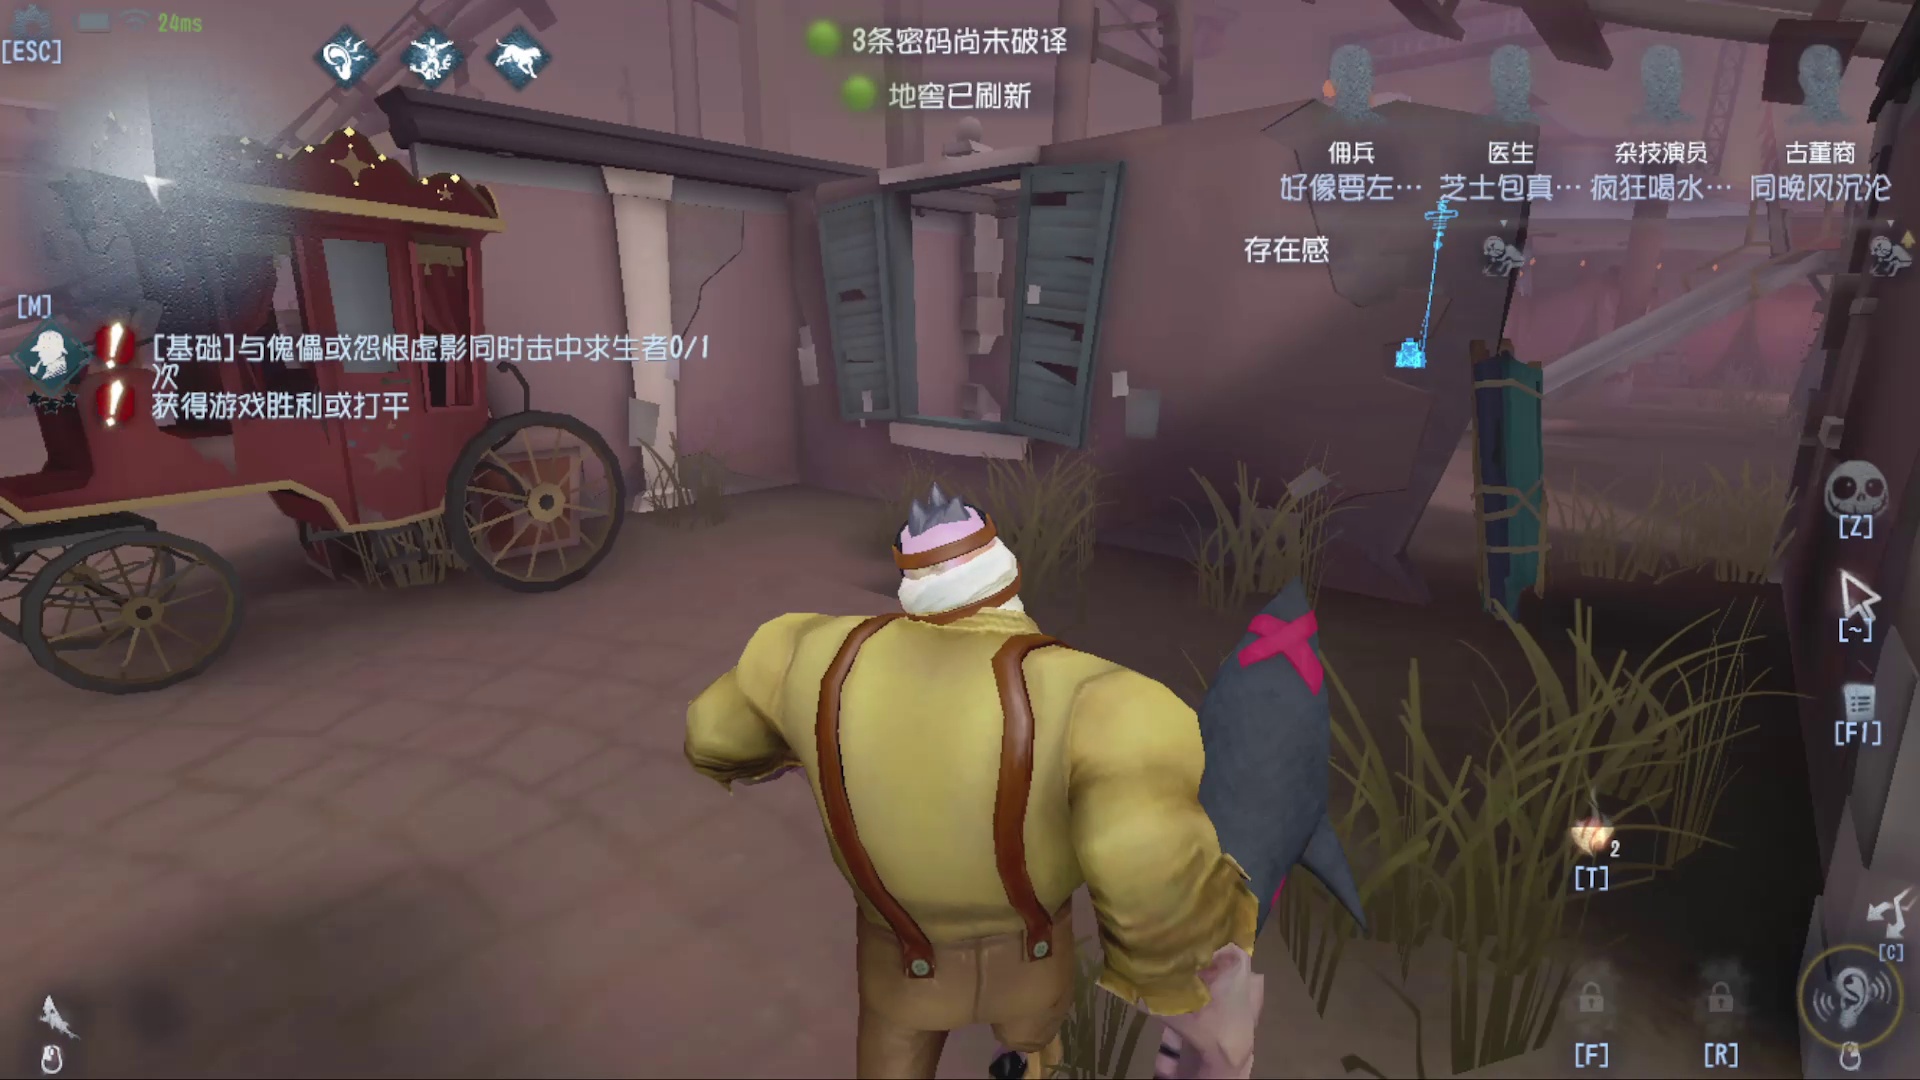 24ms
[ESC]
3条密码尚未破译
地窖已刷新
佣兵
医生
杂技演员
古董商
好像要左…
芝士包真…
疯狂喝水…
同晚风沉沦
存在感
[M]
[基础]与傀儡或怨恨虚影同时击中求生者0/1
次
获得游戏胜利或打平
[Z]
[~]
[F1]
2
[T]
[C]
[F]
[R]